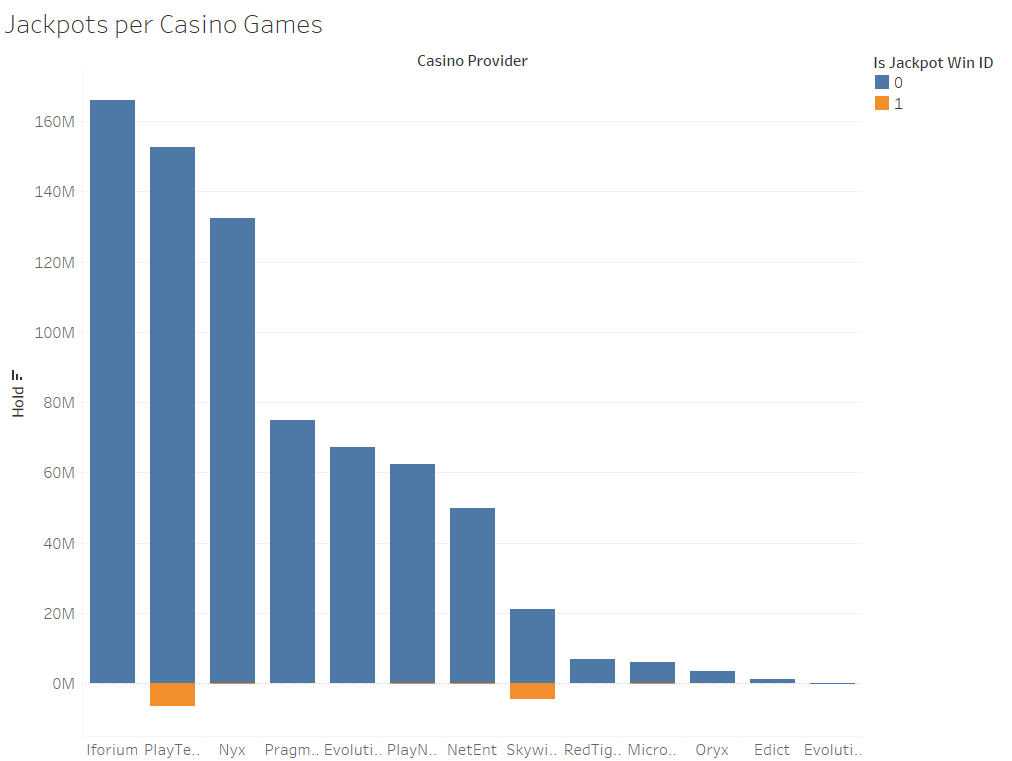 Jackpots per Casino Games
Casino Provider
Is Jackpot Win ID
0
1
160M
140M
120M
100M
80M
60M
40M
20M
0M
Hold
Iforium PlayTe.. Nyx Pragm.. Evoluti.. PlayN.. NetEnt Skywi.. RedTig.. Micro.. Oryx Edict Evoluti..